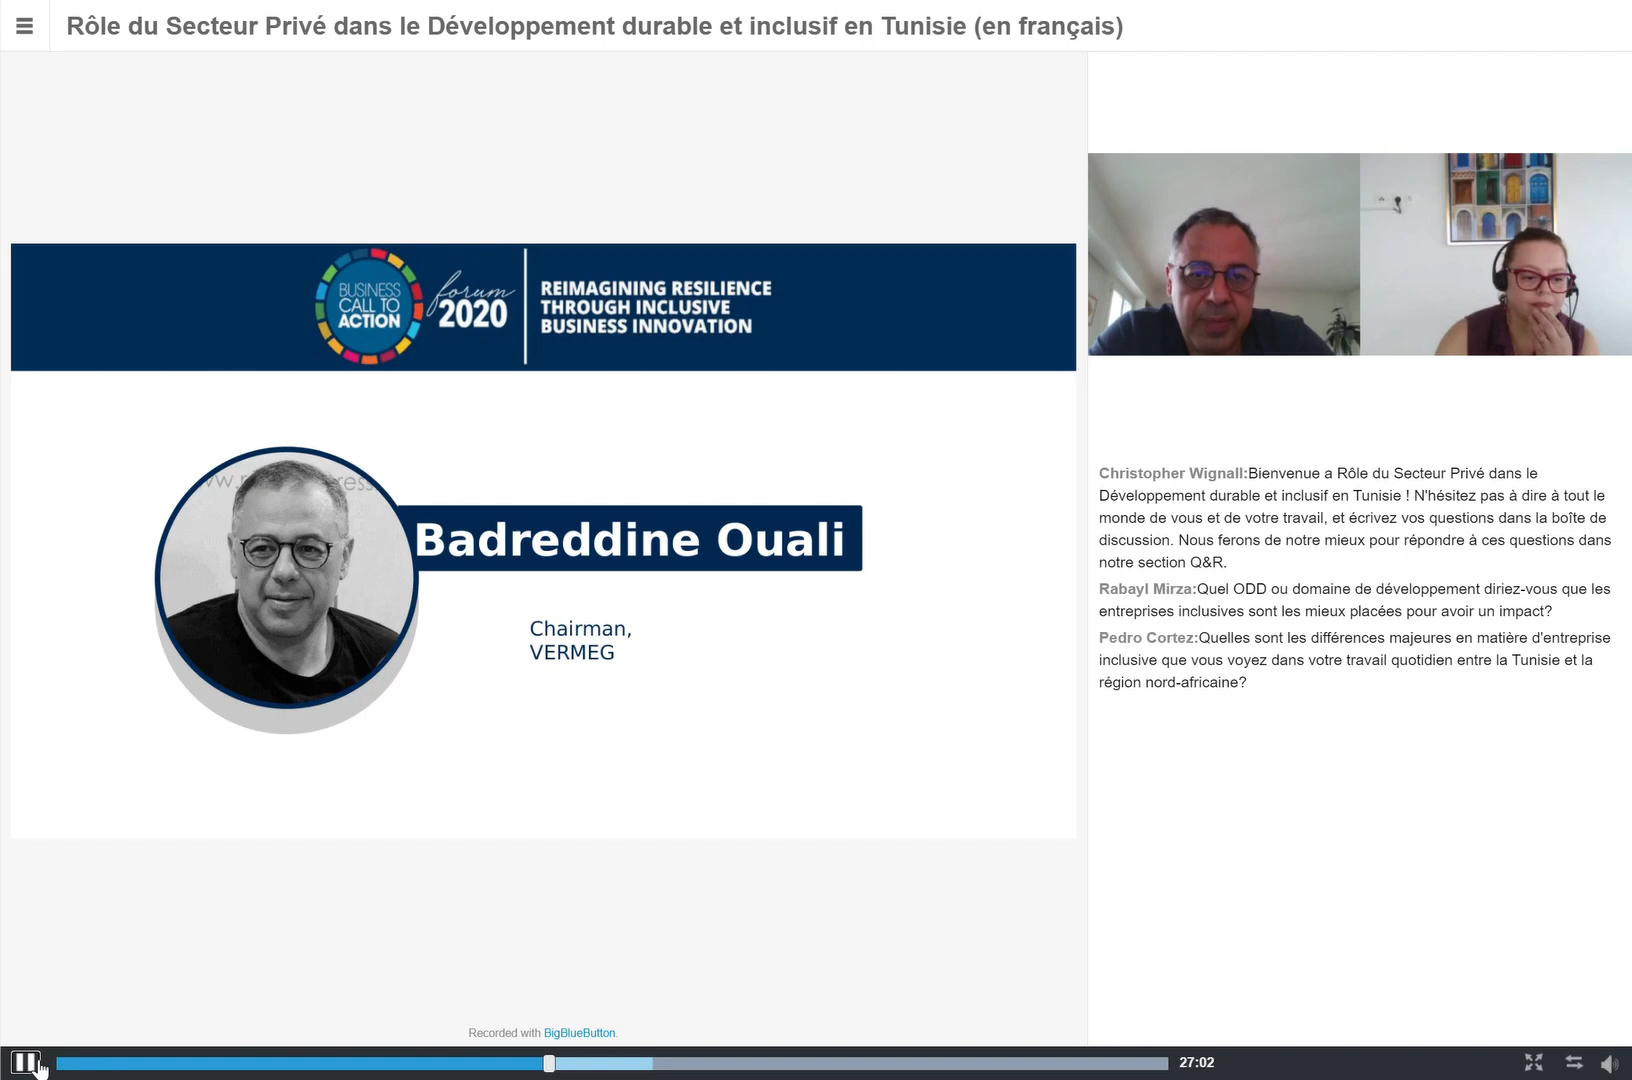 Rôle du Secteur Privé dans le Développement durable et inclusif en Tunisie (en français)
BUSINESS
CALL TO
ACTION
forum
2020
REIMAGINING RESILIENCE
THROUGH INCLUSIVE
BUSINESS INNOVATION
Badreddine Ouali
Chairman,
VERMEG
Christopher Wignall:Bienvenue a Rôle du Secteur Privé dans le
Développement durable et inclusif en Tunisie ! N'hésitez pas à dire à tout le
monde de vous et de votre travail, et écrivez vos questions dans la boîte de
discussion. Nous ferons de notre mieux pour répondre à ces questions dans
notre section Q&R.
Rabayl Mirza:Quel ODD ou domaine de développement diriez-vous que les
entreprises inclusives sont les mieux placées pour avoir un impact?
Pedro Cortez:Quelles sont les différences majeures en matière d'entreprise
inclusive que vous voyez dans votre travail quotidien entre la Tunisie et la
région nord-africaine?
Recorded with BigBlueButton.
27:02